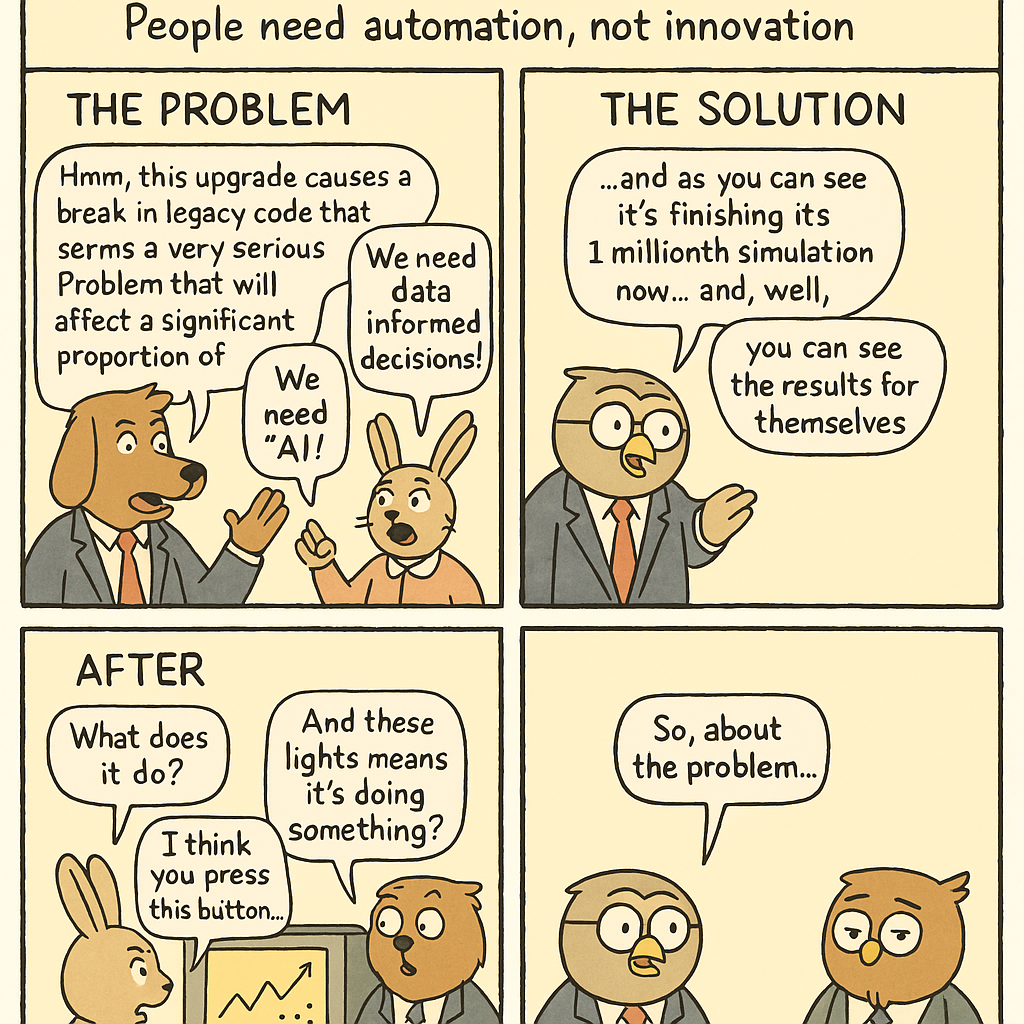 People need automation, not innovation
THE PROBLEM
Hmm, this upgrade causes a
break in legacy code that
serms a very serious
Problem that will
affect a significant
proportion of
We need
data
informed
decisions!
We
need
"AI!
THE SOLUTION
...and as you can see
it's finishing its
1 millionth simulation
now... and, well,
you can see
the results for
themselves
AFTER
What does
it do?
I think
you press
this button...
And these
lights means
it's doing
something?
So, about
the problem...